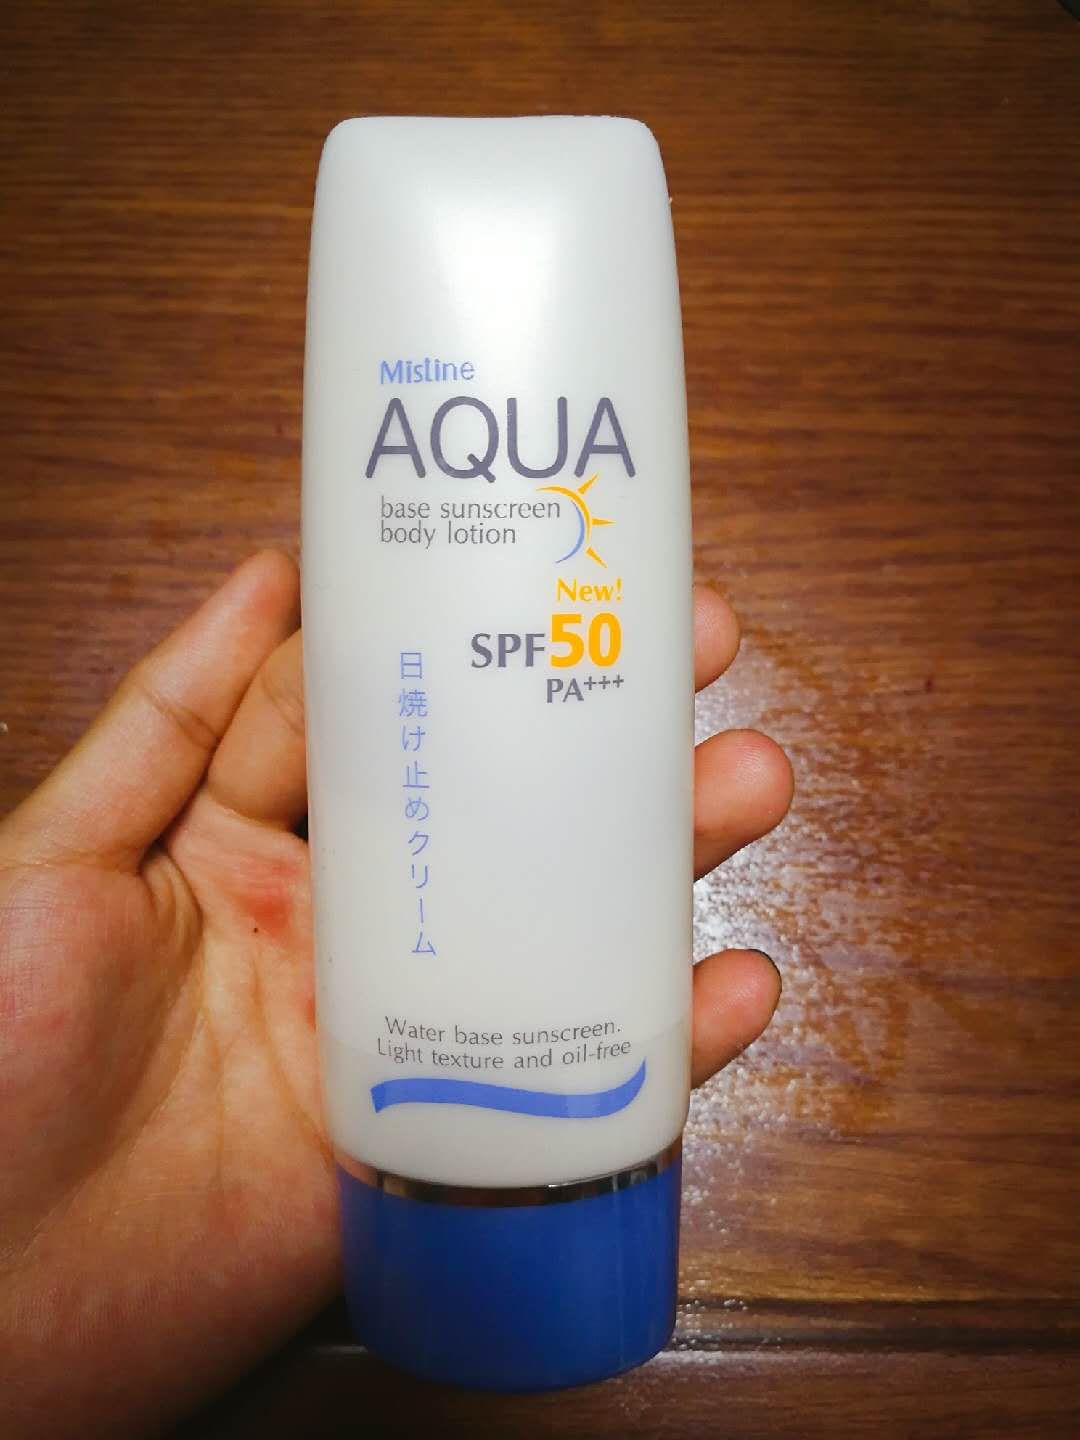 Mistine
AQUA
base sunscreen
body lotion
New!
SPF50
PA+++
日焼け止めクリーム
Water base sunscreen.
Light texture and oil-free